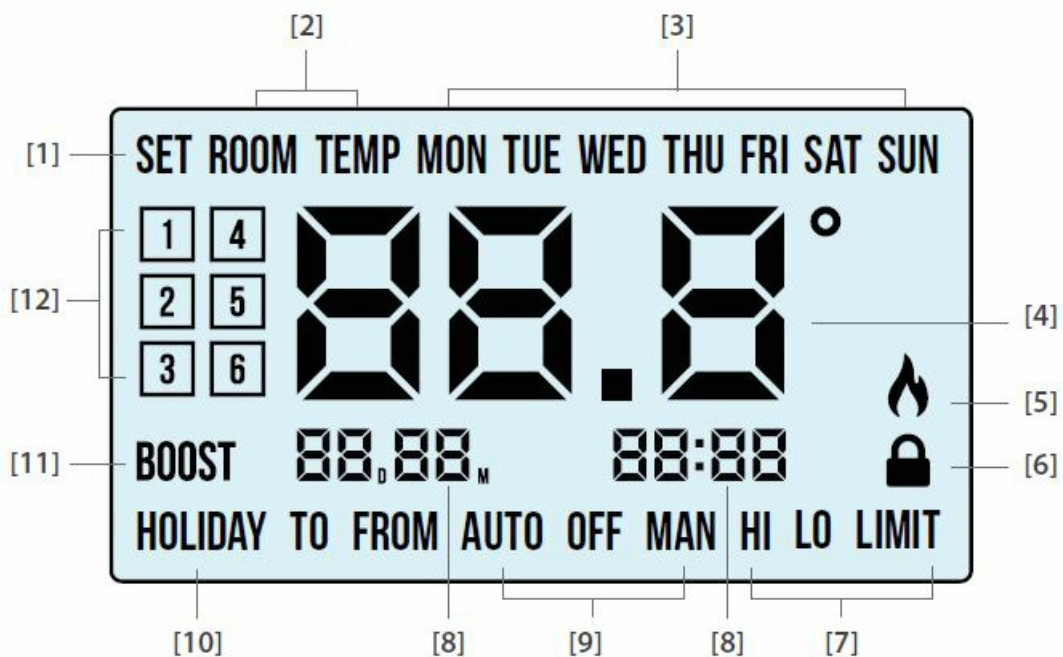 [2] [3]
[1] SET ROOM TEMP MON TUE WED THU FRI SAT SUN
1 4 88.8°
[12] 2 5 [4]
3 6 [5]
[11] BOOST 88D88M 88:88 [6]
HOLIDAY TO FROM AUTO OFF MAN HI LO LIMIT
[10] [8] [9] [8] [7]